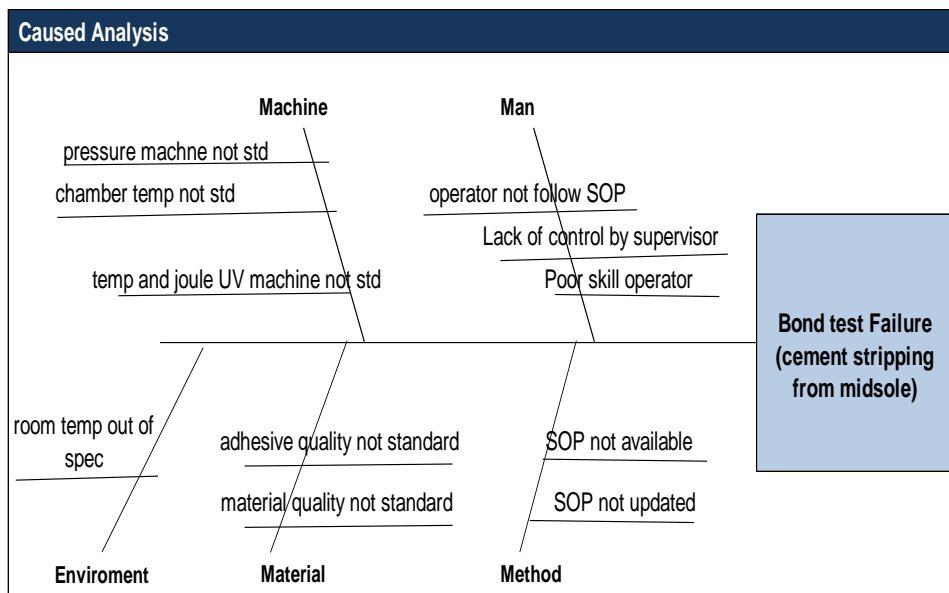 Caused Analysis
Machine
Man
pressure machne not std
chamber temp not std
operator not follow SOP
Lack of control by supervisor
temp and joule UV machine not std
Poor skill operator
Bond test Failure
(cement stripping
from midsole)
room temp out of
spec
adhesive quality not standard
SOP not available
material quality not standard
SOP not updated
Enviroment
Material
Method